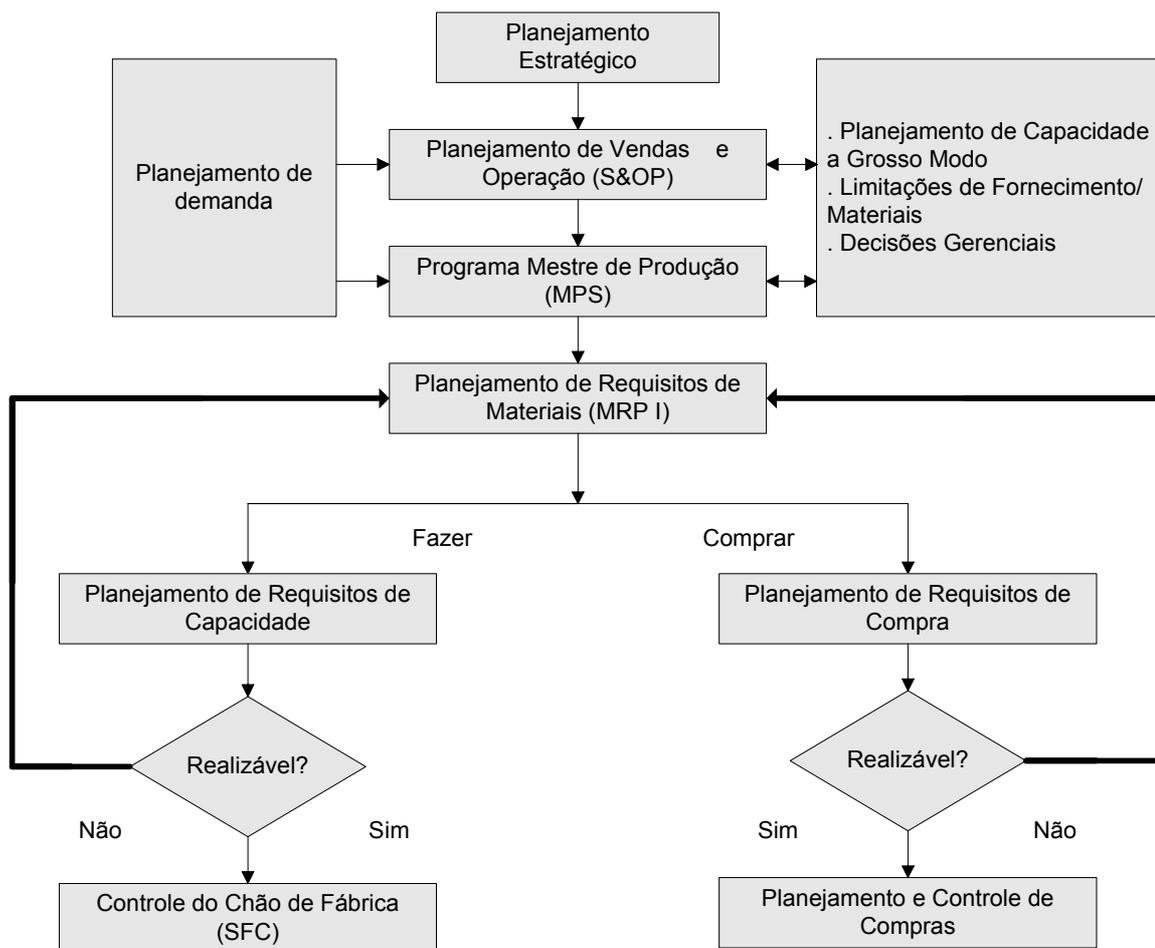 Planejamento
Estratégico
Planejamento de
demanda
Planejamento de Vendas e
Operação (S&OP)
. Planejamento de Capacidade
a Grosso Modo
. Limitações de Fornecimento/
Materiais
. Decisões Gerenciais
Programa Mestre de Produção
(MPS)
Planejamento de Requisitos de
Materiais (MRP I)
Fazer
Comprar
Planejamento de Requisitos de
Capacidade
Planejamento de Requisitos de
Compra
Realizável?
Realizável?
Não
Sim
Sim
Não
Controle do Chão de Fábrica
(SFC)
Planejamento e Controle de
Compras